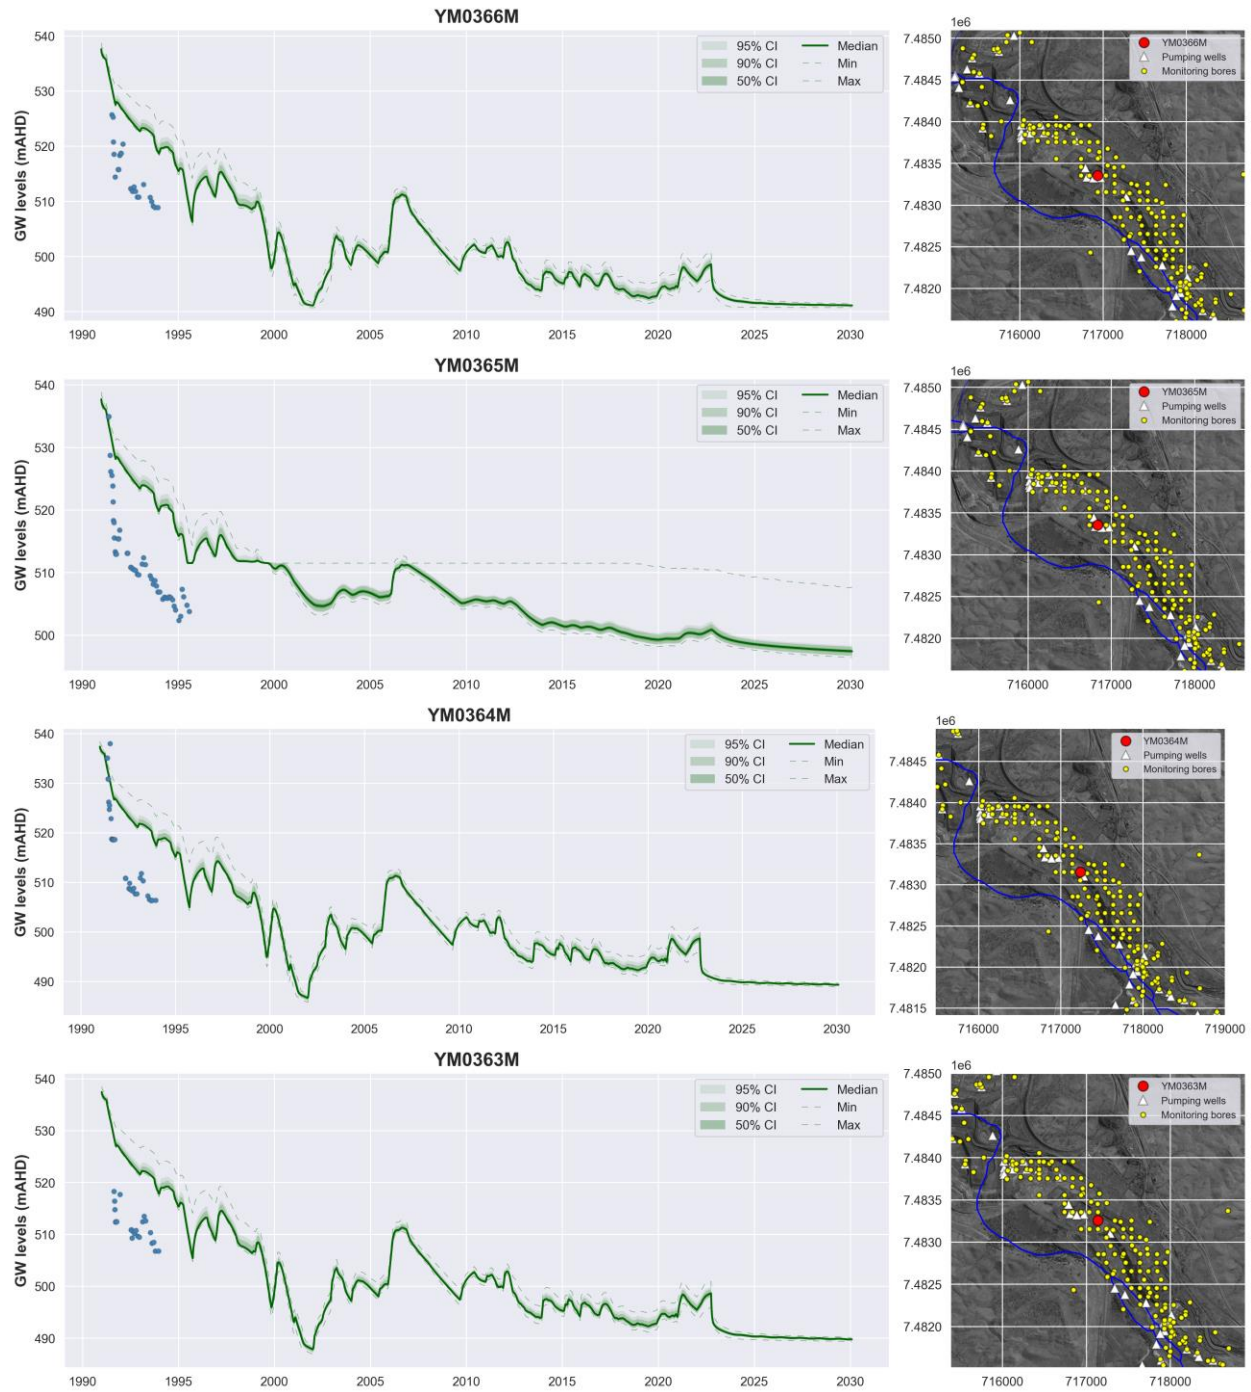 YM0366M
GW levels (mAHD)
540
530
520
510
500
490
1990 1995 2000 2005 2010 2015 2020 2025 2030
95% CI Median
90% CI Min
50% CI Max
1e6
7.4850
7.4845
7.4840
7.4835
7.4830
7.4825
7.4820
716000 717000 718000
YM0366M
Pumping wells
Monitoring bores
YM0365M
GW levels (mAHD)
540
530
520
510
500
1990 1995 2000 2005 2010 2015 2020 2025 2030
95% CI Median
90% CI Min
50% CI Max
1e6
7.4850
7.4845
7.4840
7.4835
7.4830
7.4825
7.4820
716000 717000 718000
YM0365M
Pumping wells
Monitoring bores
YM0364M
GW levels (mAHD)
540
530
520
510
500
490
1990 1995 2000 2005 2010 2015 2020 2025 2030
95% CI Median
90% CI Min
50% CI Max
1e6
7.4845
7.4840
7.4835
7.4830
7.4825
7.4820
7.4815
716000 717000 718000 719000
YM0364M
Pumping wells
Monitoring bores
YM0363M
GW levels (mAHD)
540
530
520
510
500
490
1990 1995 2000 2005 2010 2015 2020 2025 2030
95% CI Median
90% CI Min
50% CI Max
1e6
7.4850
7.4845
7.4840
7.4835
7.4830
7.4825
7.4820
716000 717000 718000
YM0363M
Pumping wells
Monitoring bores